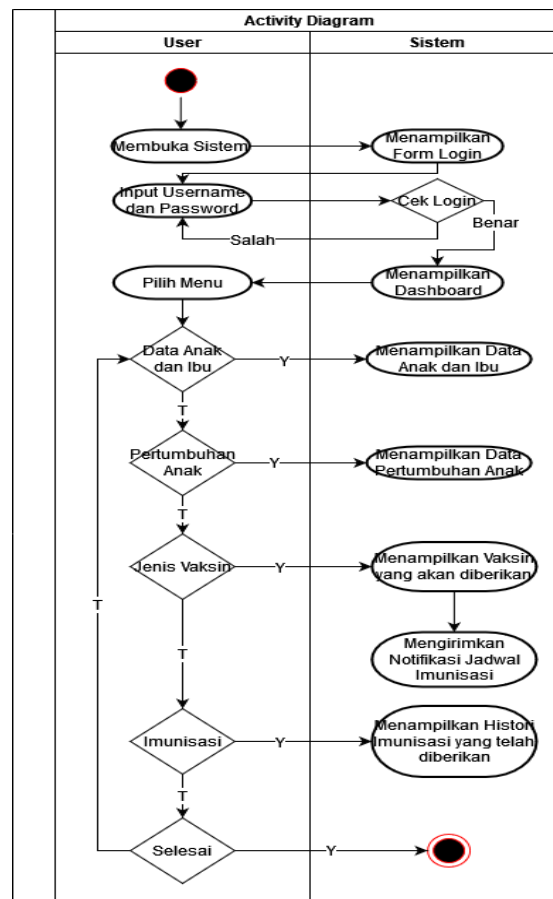 Activity Diagram
User
Sistem
Membuka Sistem
Menampilkan
Form Login
Input Username
dan Password
Cek Login
Salah
Benar
Pilih Menu
Menampilkan
Dashboard
Data Anak
dan Ibu
Y
Menampilkan Data
Anak dan Ibu
T
Pertumbuhan
Anak
Y
Menampilkan Data
Pertumbuhan Anak
T
Jenis Vaksin
Y
Menampilkan Vaksin
yang akan diberikan
T
T
Mengirimkan
Notifikasi Jadwal
Imunisasi
Imunisasi
Y
Menampilkan Histori
Imunisasi yang telah
diberikan
T
Selesai
Y